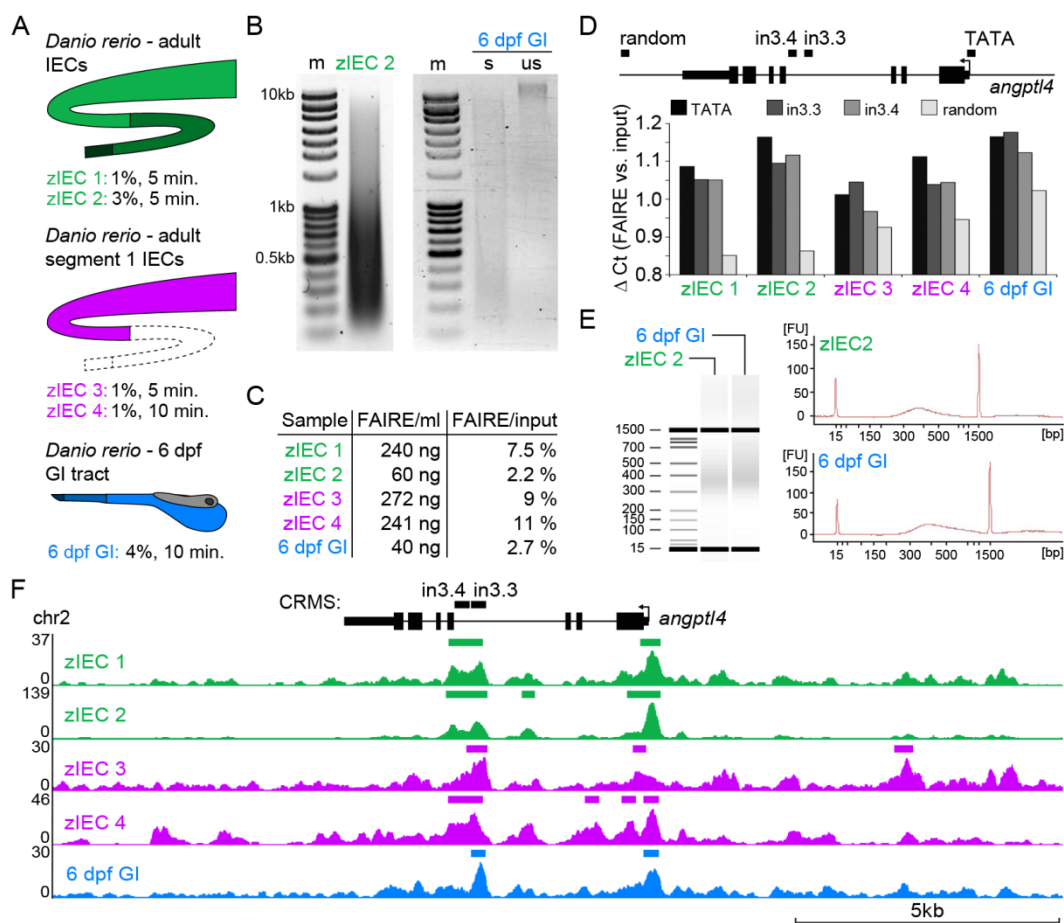 A
Danio rerio - adult
IECs
zIEC 1: 1%, 5 min.
zIEC 2: 3%, 5 min.
Danio rerio - adult
segment 1 IECs
zIEC 3: 1%, 5 min.
zIEC 4: 1%, 10 min.
Danio rerio - 6 dpf
GI tract
6 dpf GI: 4%, 10 min.
B
6 dpf GI
m zIEC 2 m s us
10kb
1kb
0.5kb
C
Sample FAIRE/ml FAIRE/input
zIEC 1 240 ng 7.5 %
zIEC 2 60 ng 2.2 %
zIEC 3 272 ng 9 %
zIEC 4 241 ng 11 %
6 dpf GI 40 ng 2.7 %
D
random in3.4 in3.3 TATA
angptl4
TATA in3.3 in3.4 random
Δ Ct (FAIRE vs. input)
1.2
1.1
1.0
0.9
0.8
zIEC 1 zIEC 2 zIEC 3 zIEC 4 6 dpf GI
E
6 dpf GI
zIEC 2
1500
700
500
400
300
200
150
100
15
[FU]
zIEC2
150
100
50
0
15 150 300 500 1500 [bp]
[FU]
6 dpf GI
150
100
50
0
15 150 300 500 1500 [bp]
F
CRMS: in3.4 in3.3
angptl4
chr2
37
zIEC 1
0
139
zIEC 2
0
30
zIEC 3
0
46
zIEC 4
0
30
6 dpf GI
0
5kb